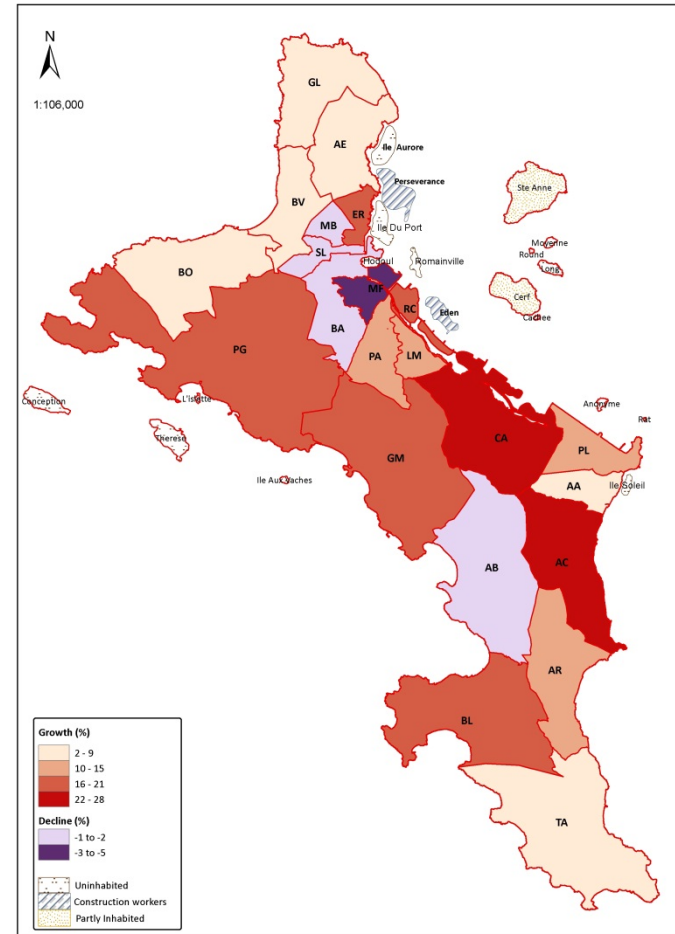 N
1:106,000
GL
AE
Ile Aurore
Perseverance
Ste Anne
BV
MB
ER
Ile Du Port
SL
Hodoul
Romainville
Moyenne
Round
Long
BO
MF
Cerf
BA
RC
Eden
Cachee
PG
PA
LM
Conception
L'islette
Anonyme
Rat
Therese
CA
PL
GM
Ile Aux Vaches
AA
Ile Soleil
AB
AC
AR
BL
TA
Growth (%)
2 - 9
10 - 15
16 - 21
22 - 28
Decline (%)
-1 to -2
-3 to -5
Uninhabited
Construction workers
Partly Inhabited